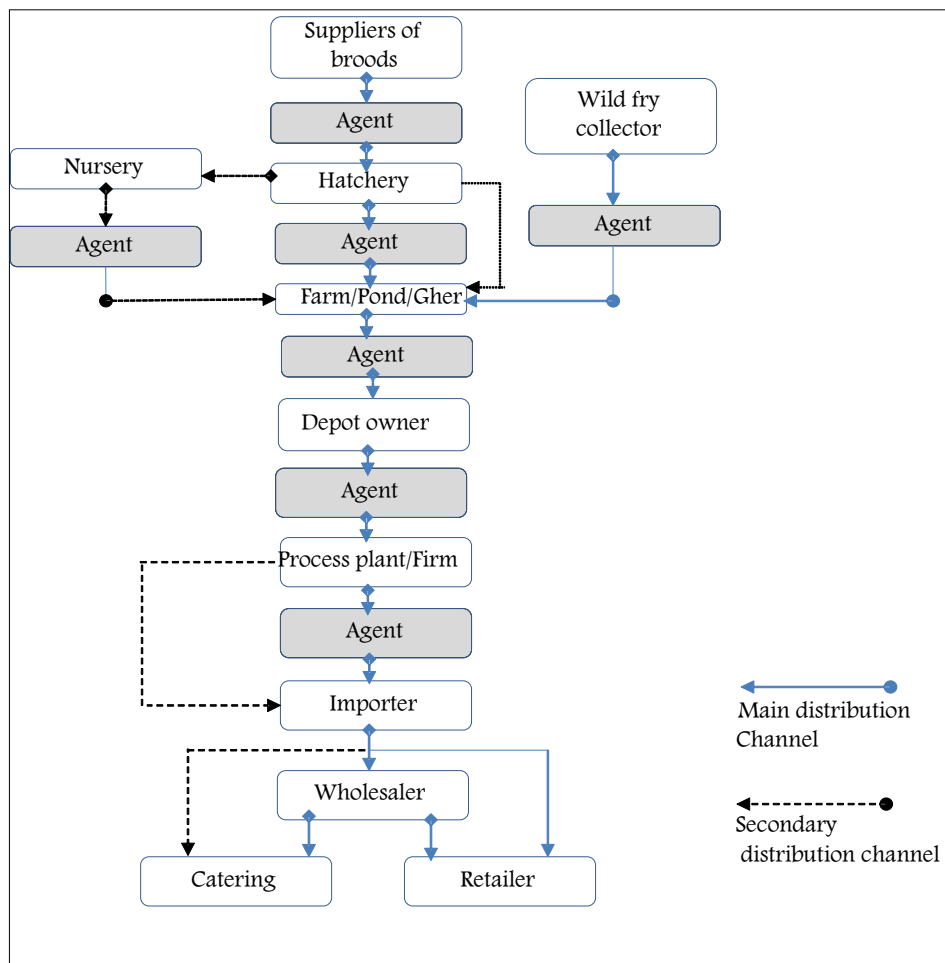 Suppliers of
broods
Agent
Wild fry
collector
Nursery
Hatchery
Agent
Agent
Agent
Farm/Pond/Gher
Agent
Depot owner
Agent
Process plant/Firm
Agent
Importer
Main distribution
Channel
Wholesaler
Secondary
distribution channel
Catering
Retailer